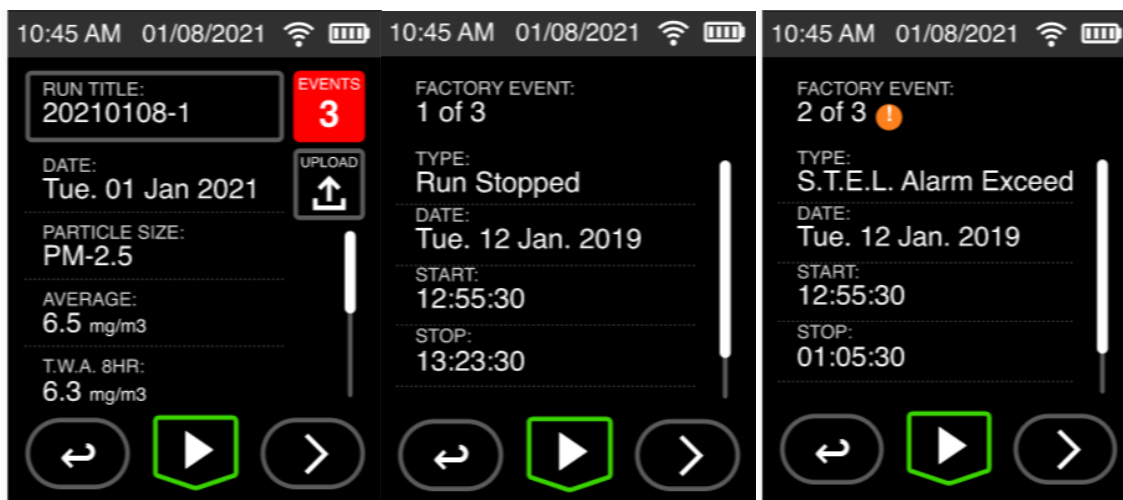 10:45 AM 01/08/2021
RUN TITLE:
20210108-1
EVENTS
3
DATE:
Tue. 01 Jan 2021
UPLOAD
PARTICLE SIZE:
PM-2.5
AVERAGE:
6.5 mg/m3
T.W.A. 8HR:
6.3 mg/m3
10:45 AM 01/08/2021
FACTORY EVENT:
1 of 3
TYPE:
Run Stopped
DATE:
Tue. 12 Jan. 2019
START:
12:55:30
STOP:
13:23:30
10:45 AM 01/08/2021
FACTORY EVENT:
2 of 3 !
TYPE:
S.T.E.L. Alarm Exceed
DATE:
Tue. 12 Jan. 2019
START:
12:55:30
STOP:
01:05:30